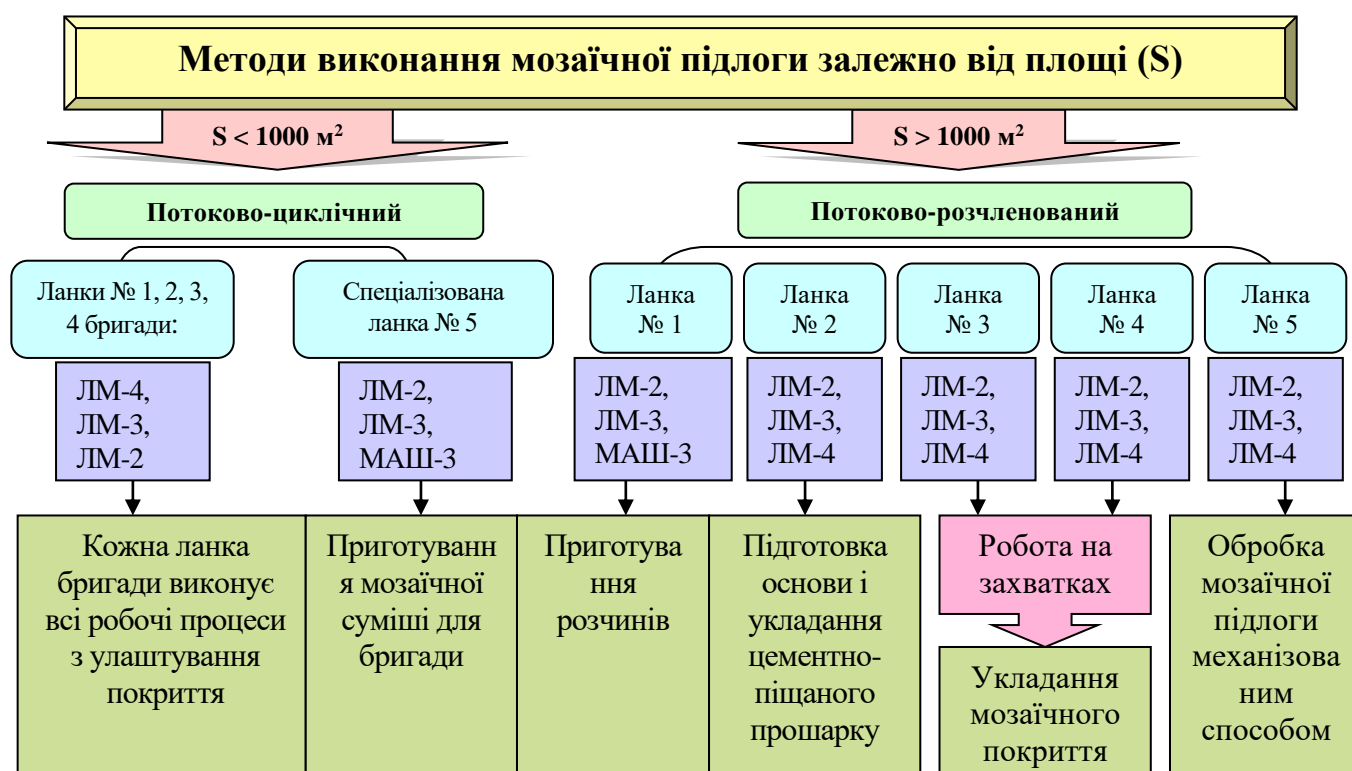 Методи виконання мозаїчної підлоги залежно від площі (S)
S < 1000 м²
S > 1000 м²
Потоково-циклічний
Потоково-розчленований
Ланки № 1, 2, 3,
4 бригади:
Спеціалізована
ланка № 5
Ланка
№ 1
Ланка
№ 2
Ланка
№ 3
Ланка
№ 4
Ланка
№ 5
ЛМ-4,
ЛМ-3,
ЛМ-2
ЛМ-2,
ЛМ-3,
МАШ-3
ЛМ-2,
ЛМ-3,
МАШ-3
ЛМ-2,
ЛМ-3,
ЛМ-4
ЛМ-2,
ЛМ-3,
ЛМ-4
ЛМ-2,
ЛМ-3,
ЛМ-4
ЛМ-2,
ЛМ-3,
ЛМ-4
Кожна ланка
бригади виконує
всі робочі процеси
з улаштування
покриття
Приготуванн
я мозаїчної
суміші для
бригади
Приготува
ння
розчинів
Підготовка
основи і
укладання
цементно-
піщаного
прошарку
Робота на
захватках
Укладання
мозаїчного
покриття
Обробка
мозаїчної
підлоги
механізова
ним
способом